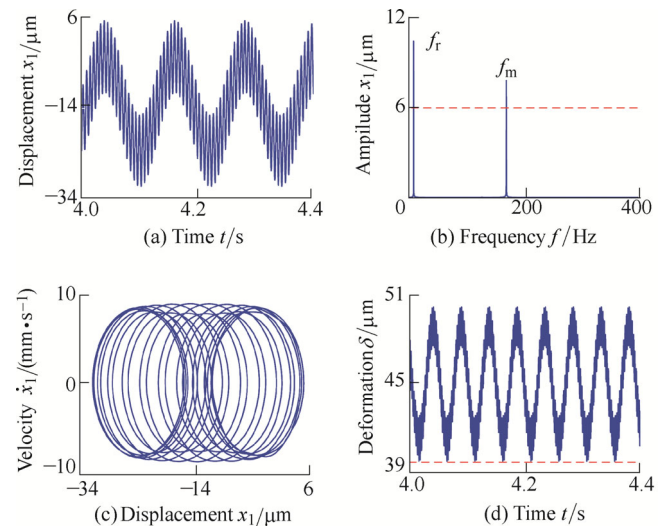 6
−14
−34
Displacement x₁/μm
4.0 4.2 4.4
(a) Time t/s
12
6
0
Ampilude x₁/μm
fᵣ
fₘ
0 200 400
(b) Frequency f/Hz
10
0
−10
Velocity ẋ₁/(mm•s⁻¹)
−34 −14 6
(c) Displacement x₁/μm
51
45
39
Deformation δ/μm
4.0 4.2 4.4
(d) Time t/s